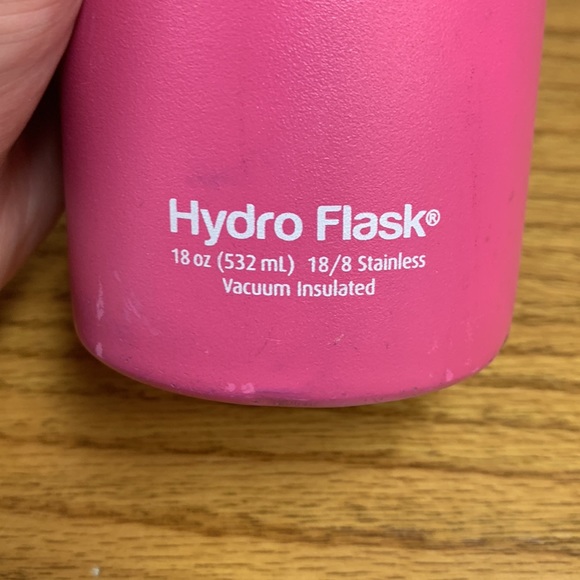 Hydro Flask®
18 oz (532 mL) 18/8 Stainless
Vacuum Insulated